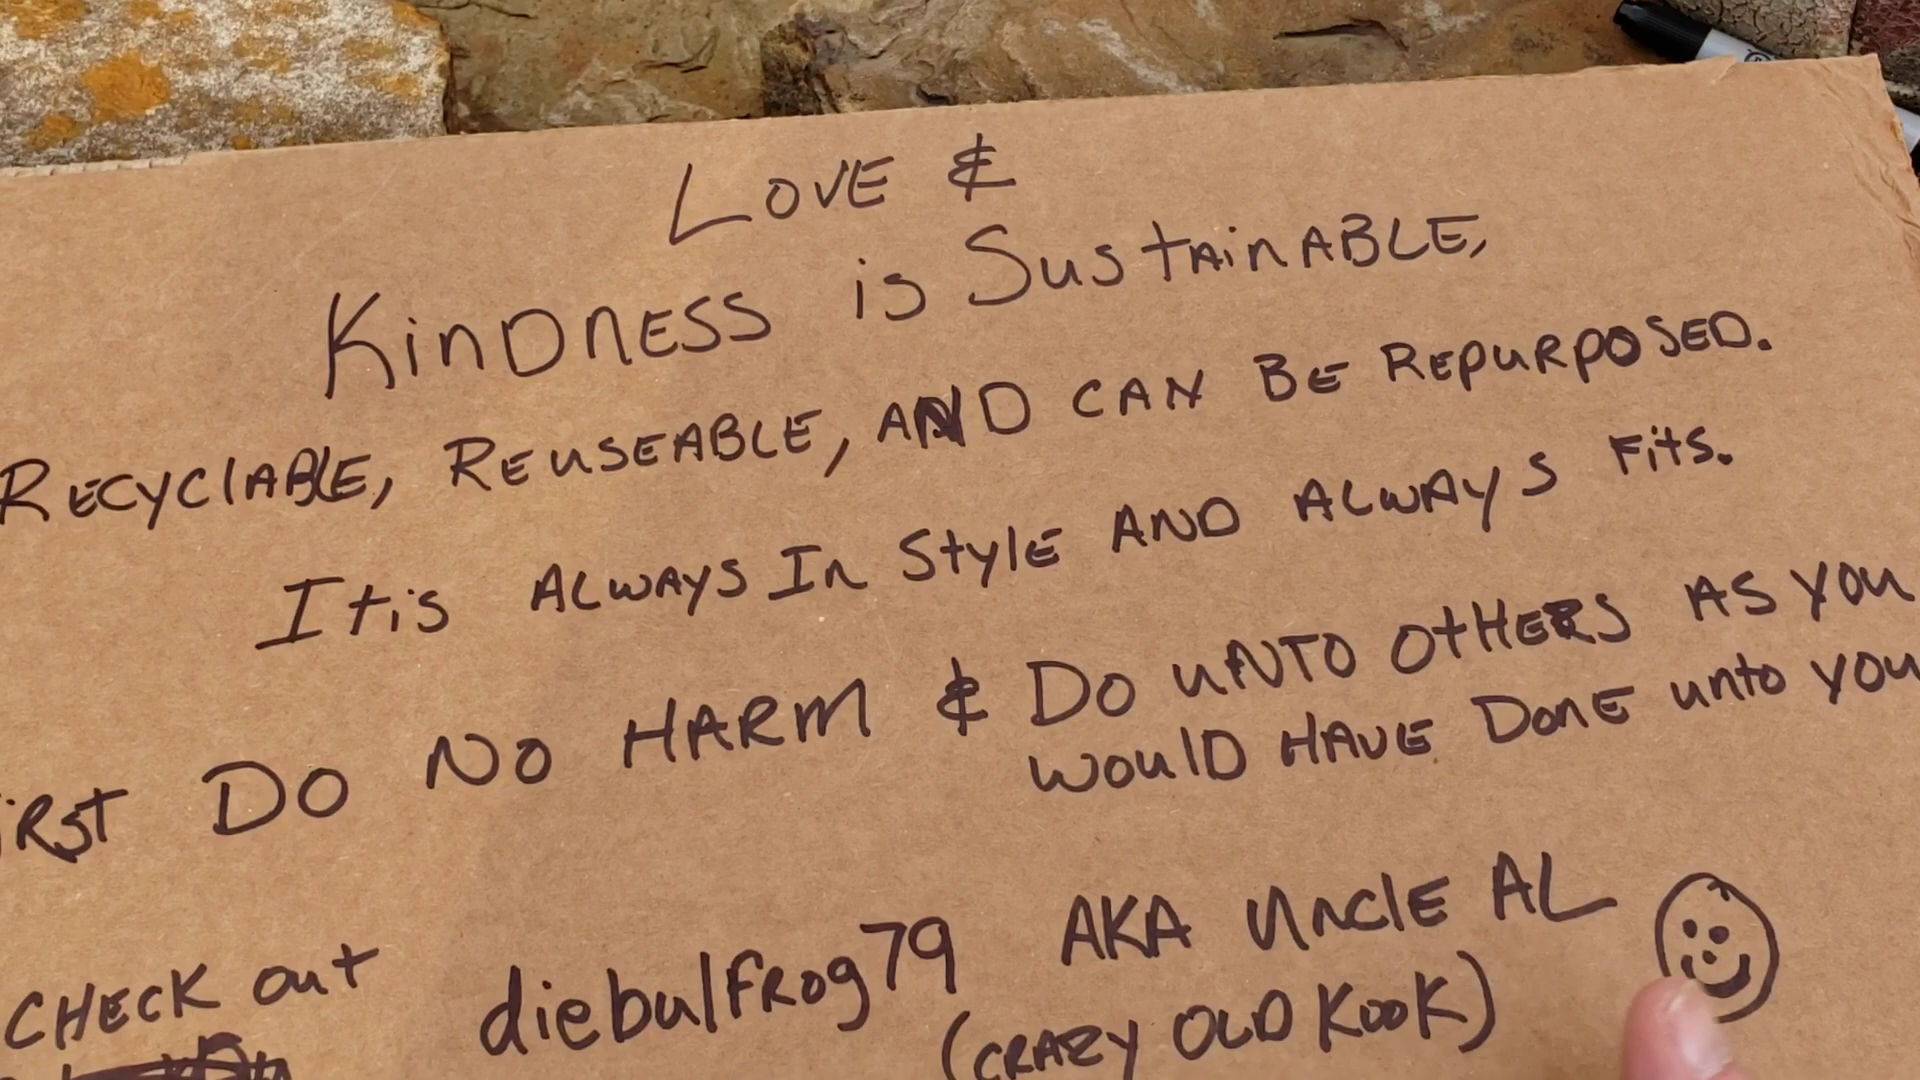 LOVE &
KinDnESS is SustAinABLE,
RECYclABLE, REuSEABLE, AND CAN BE REpuRpOSED.
It is ALWAYS In StylE AND ALWAYS Fits.
iRST DO NO HARM & DO uNTO OtHERS AS YOu
WOulD HAVE DonE unto YOu
CHECK Out diebulfRog79 AKA UnclE AL
(CRAZY OLD KooK)